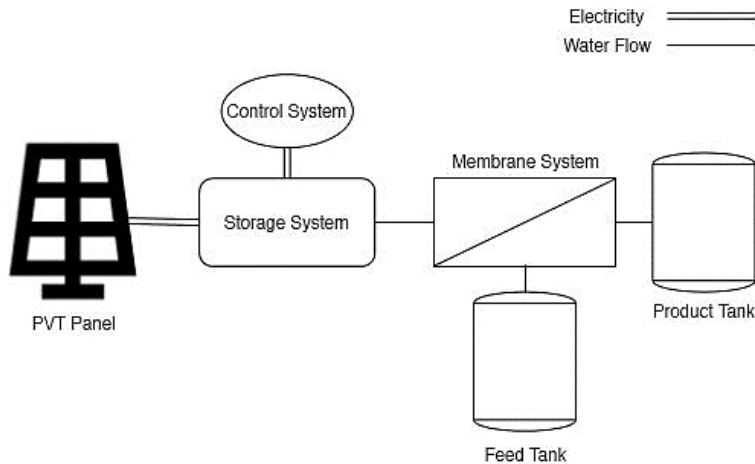 Electricity
Water Flow
Control System
Membrane System
Storage System
PVT Panel
Product Tank
Feed Tank